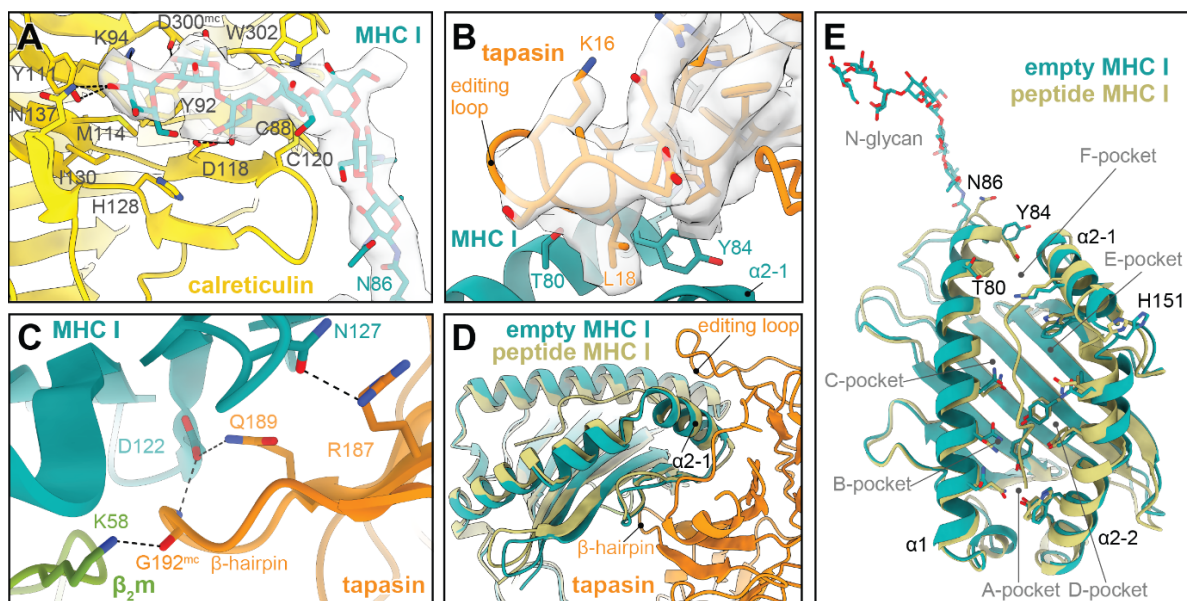 A
D300ᵐᶜ
W302
MHC I
K94
Y111
Y92
N137
M114
C88
C120
I130
D118
H128
N86
calreticulin
B
tapasin
K16
editing
loop
MHC I
Y84
T80
L18
α2-1
C
MHC I
N127
Q189
D122
R187
K58
G192ᵐᶜ
β-hairpin
β₂m
tapasin
D
empty MHC I
peptide MHC I
editing loop
α2-1
β-hairpin
tapasin
E
empty MHC I
peptide MHC I
N-glycan
F-pocket
N86
Y84
α2-1
E-pocket
T80
H151
C-pocket
B-pocket
α1
α2-2
A-pocket
D-pocket